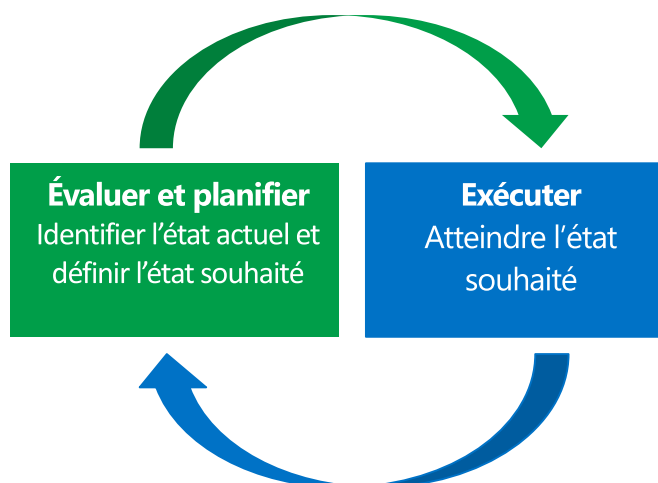 Évaluer et planifier
Identifier l’état actuel et
définir l’état souhaité
Exécuter
Atteindre l’état
souhaité